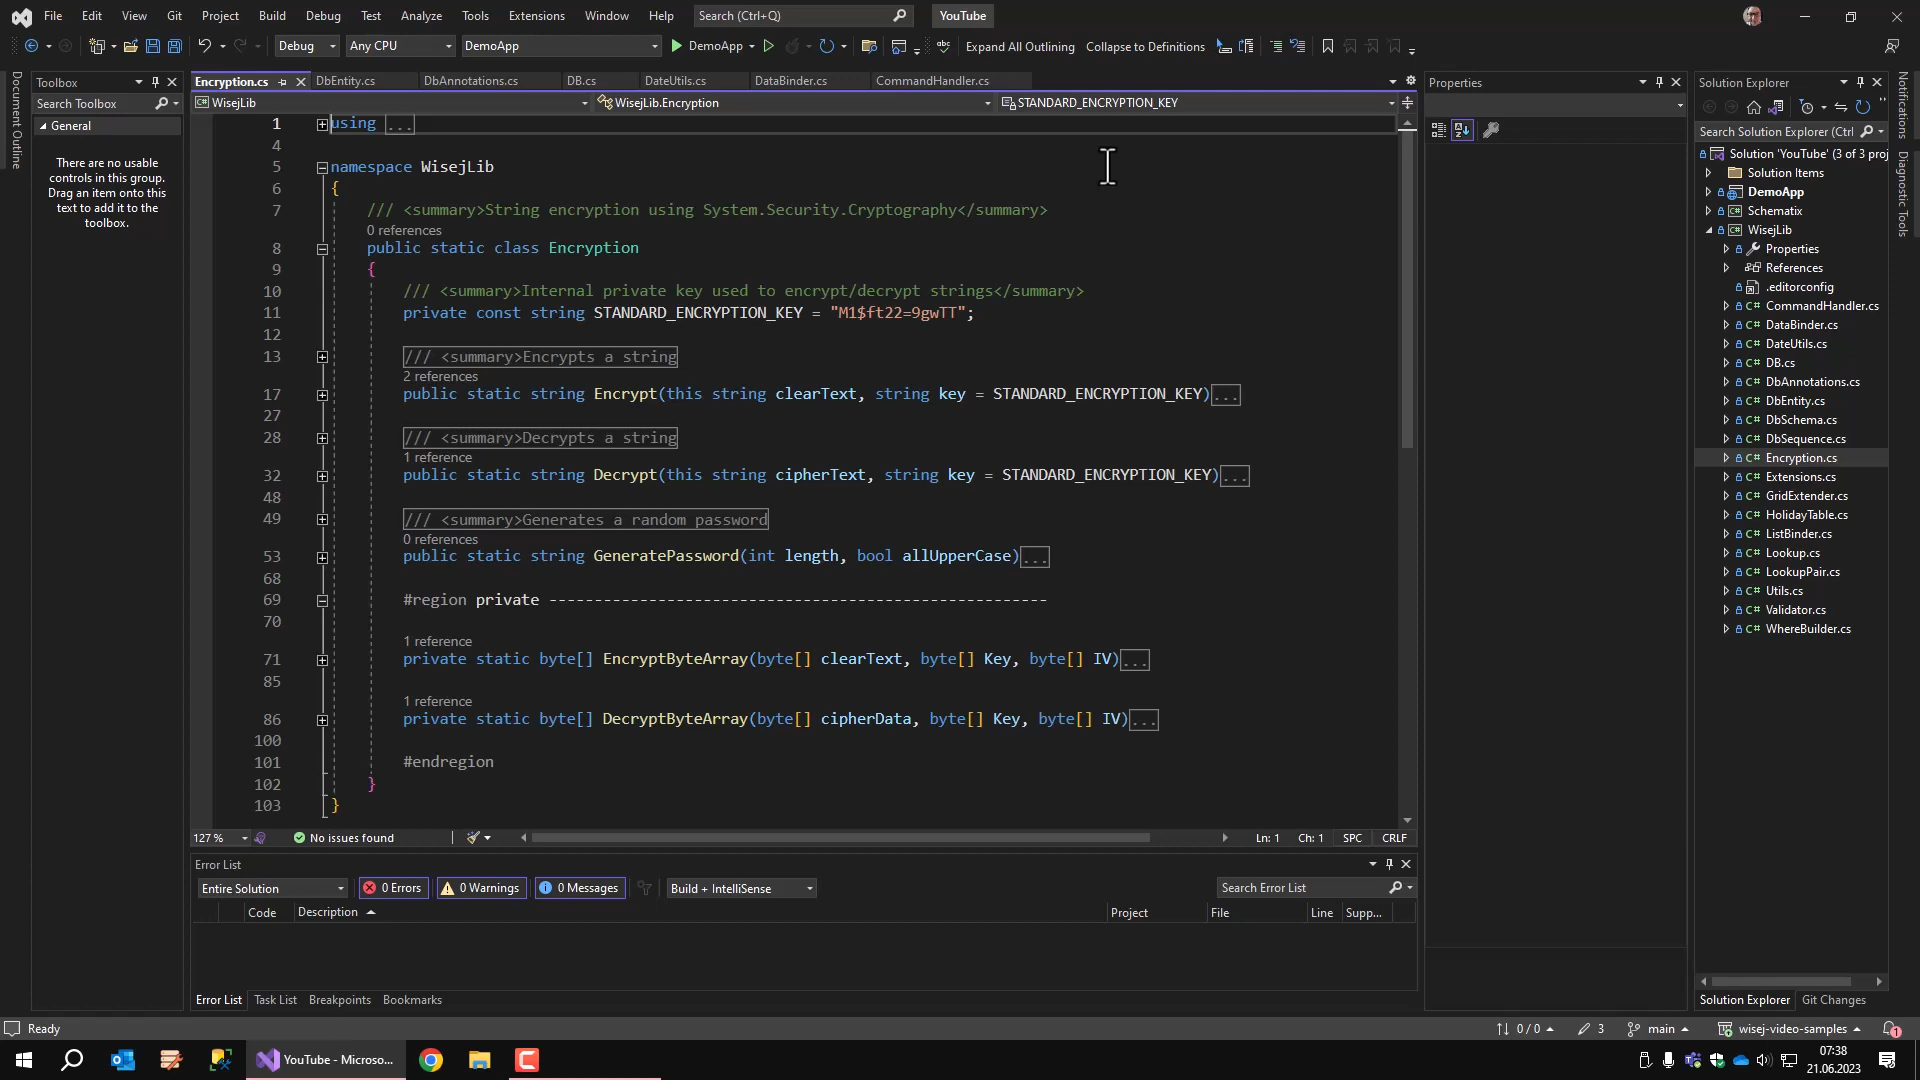 File Edit View Git Project Build Debug Test Analyze Tools Extensions Window Help Search (Ctrl+Q) YouTube
Debug Any CPU DemoApp DemoApp Expand All Outlining Collapse to Definitions
Document Outline
Toolbox
Search Toolbox
General
There are no usable
controls in this group.
Drag an item onto this
text to add it to the
toolbox.
Encryption.cs DbEntity.cs DbAnnotations.cs DB.cs DateUtils.cs DataBinder.cs CommandHandler.cs
WisejLib WisejLib.Encryption STANDARD_ENCRYPTION_KEY
1 using ...
4
5 namespace WisejLib
6 {
7 /// <summary>String encryption using System.Security.Cryptography</summary>
0 references
8 public static class Encryption
9 {
10 /// <summary>Internal private key used to encrypt/decrypt strings</summary>
11 private const string STANDARD_ENCRYPTION_KEY = "M1$ft22=9gwTT";
12
13 /// <summary>Encrypts a string
2 references
17 public static string Encrypt(this string clearText, string key = STANDARD_ENCRYPTION_KEY)...
27
28 /// <summary>Decrypts a string
1 reference
32 public static string Decrypt(this string cipherText, string key = STANDARD_ENCRYPTION_KEY)...
48
49 /// <summary>Generates a random password
0 references
53 public static string GeneratePassword(int length, bool allUpperCase)...
68
69 #region private -------------------------------------------------------
70
1 reference
71 private static byte[] EncryptByteArray(byte[] clearText, byte[] Key, byte[] IV)...
85
1 reference
86 private static byte[] DecryptByteArray(byte[] cipherData, byte[] Key, byte[] IV)...
100
101 #endregion
102 }
103 }
127 % No issues found Ln: 1 Ch: 1 SPC CRLF
Error List
Entire Solution 0 Errors 0 Warnings 0 Messages Build + IntelliSense Search Error List
Code Description Project File Line Supp...
Error List Task List Breakpoints Bookmarks
Properties
Solution Explorer
Search Solution Explorer (Ctrl
Solution 'YouTube' (3 of 3 proj
Solution Items
DemoApp
C# Schematix
C# WisejLib
Properties
References
.editorconfig
C# CommandHandler.cs
C# DataBinder.cs
C# DateUtils.cs
C# DB.cs
C# DbAnnotations.cs
C# DbEntity.cs
C# DbSchema.cs
C# DbSequence.cs
C# Encryption.cs
C# Extensions.cs
C# GridExtender.cs
C# HolidayTable.cs
C# ListBinder.cs
C# Lookup.cs
C# LookupPair.cs
C# Utils.cs
C# Validator.cs
C# WhereBuilder.cs
Solution Explorer Git Changes
Notifications
Diagnostic Tools
Ready 0 / 0 3 main wisej-video-samples 1
YouTube - Microso...
07:38
21.06.2023